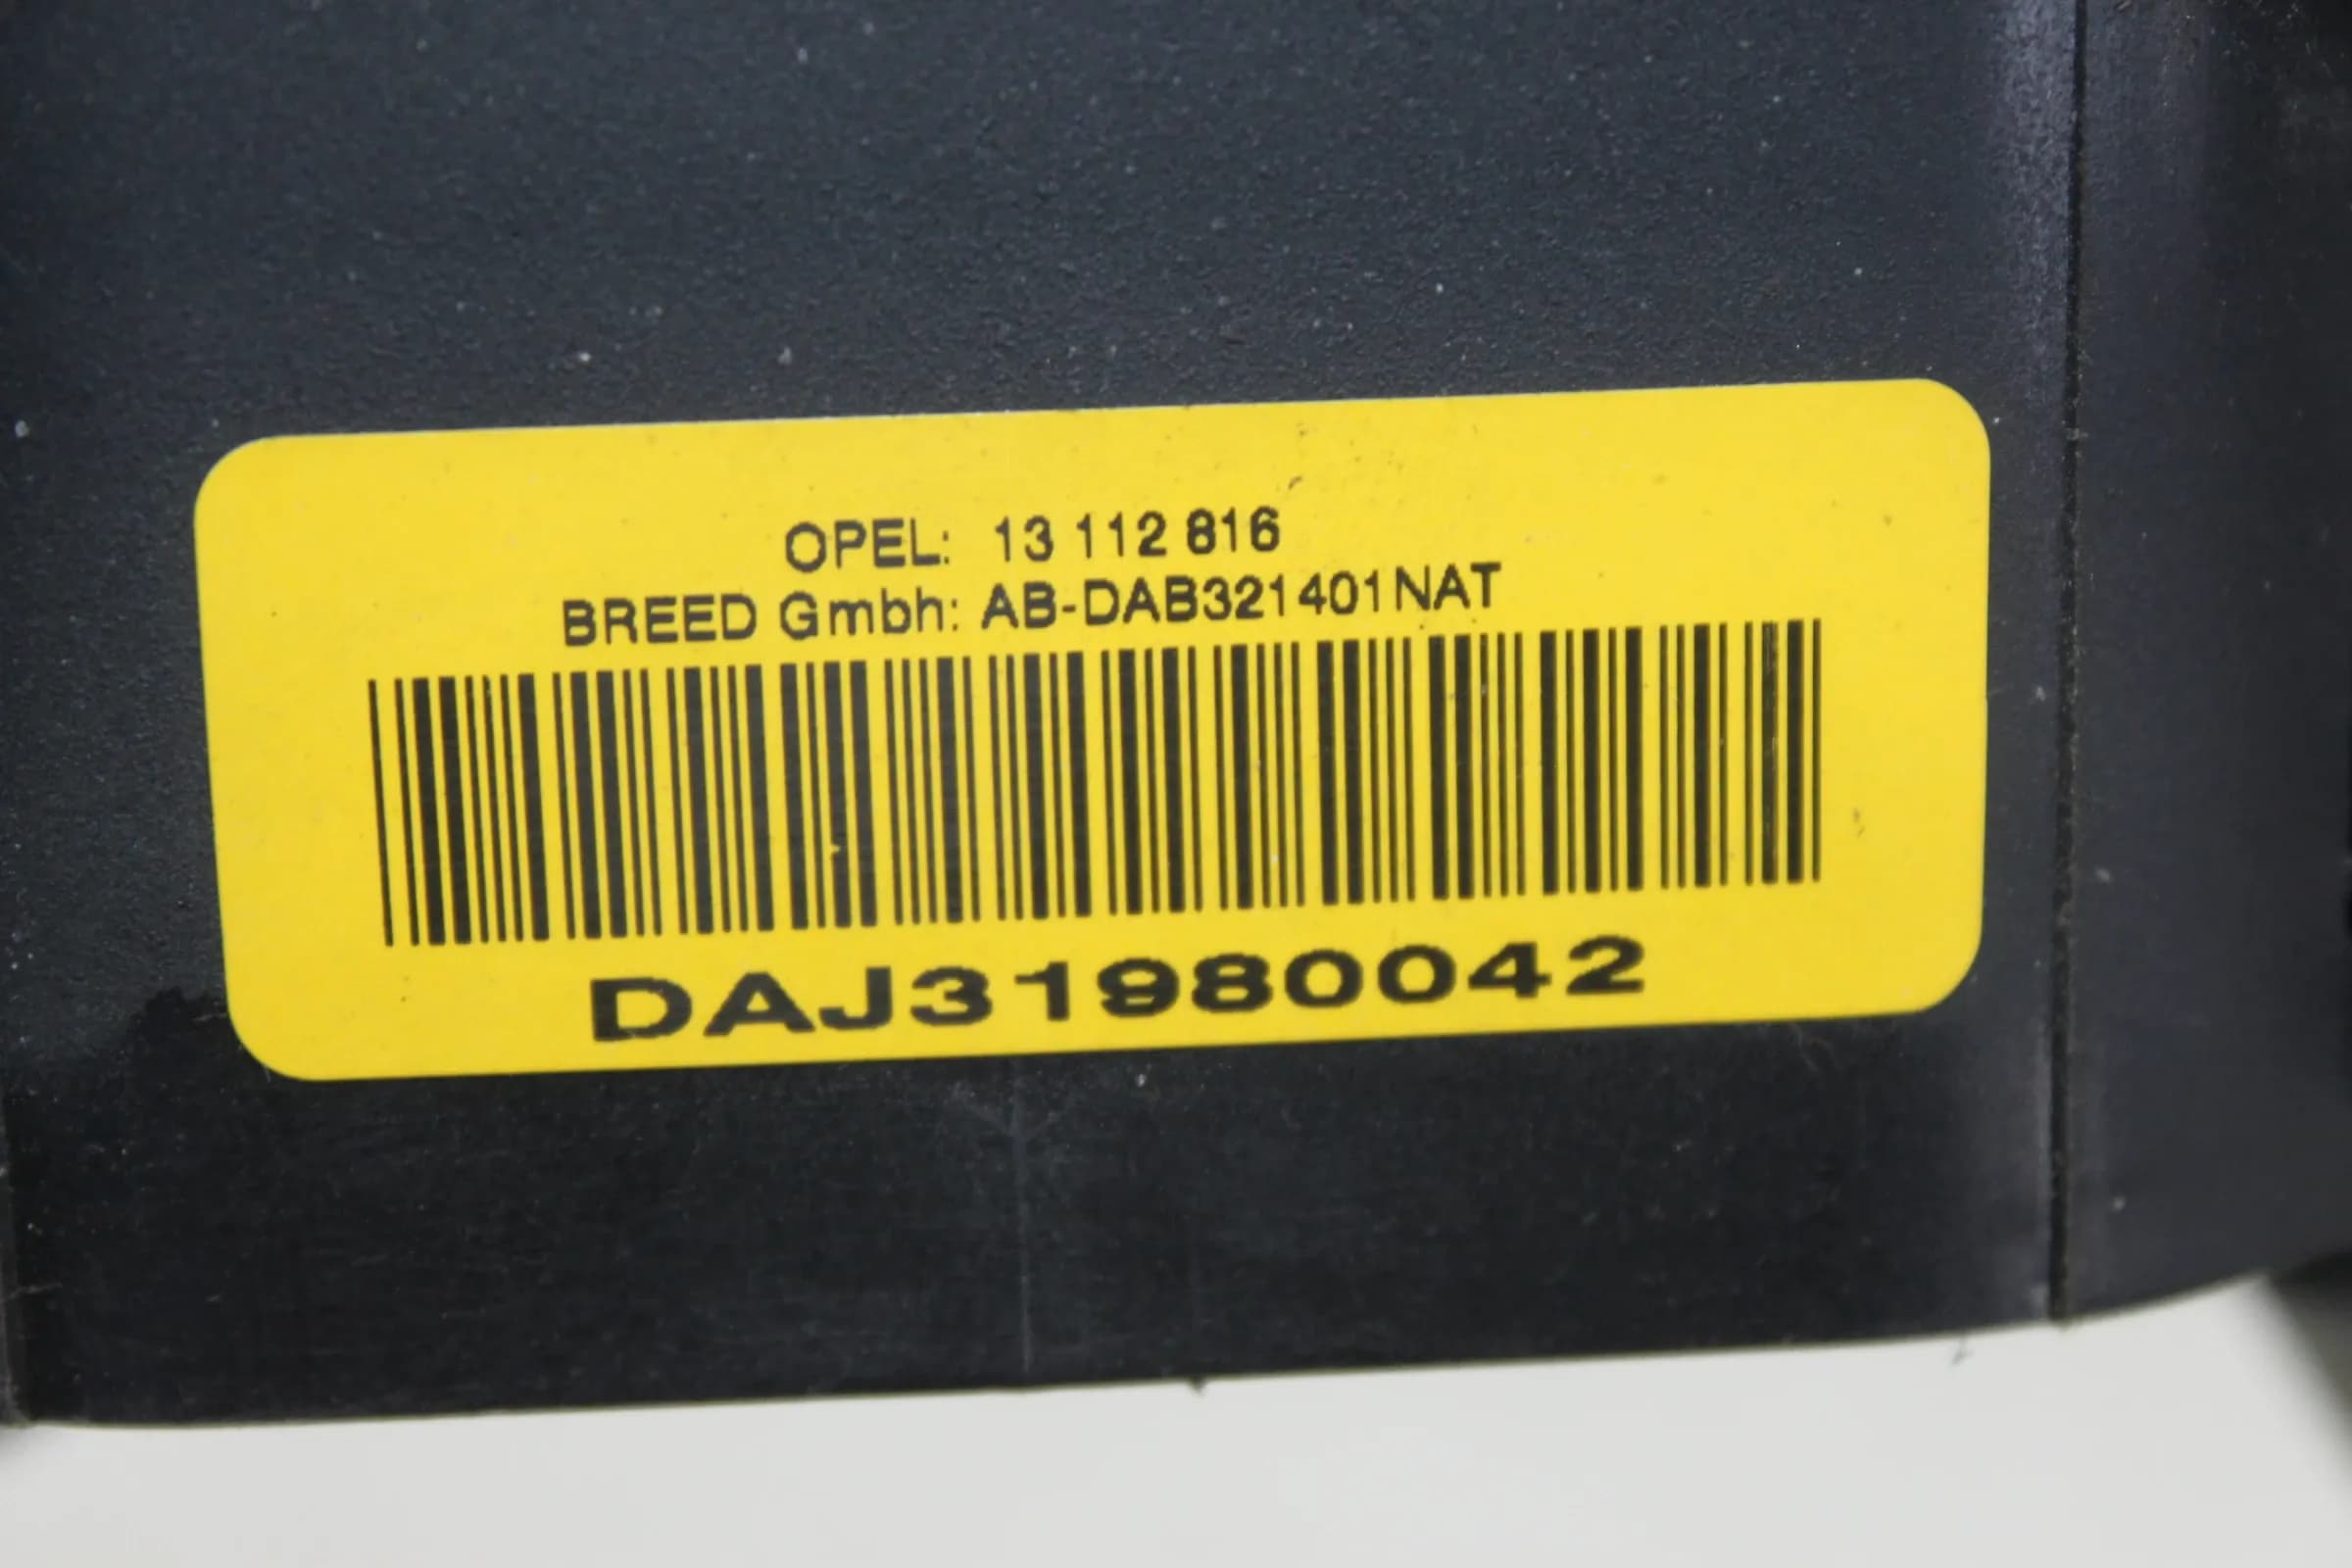 OPEL: 13 112 816
BREED Gmbh: AB-DAB321401NAT
DAJ31980042